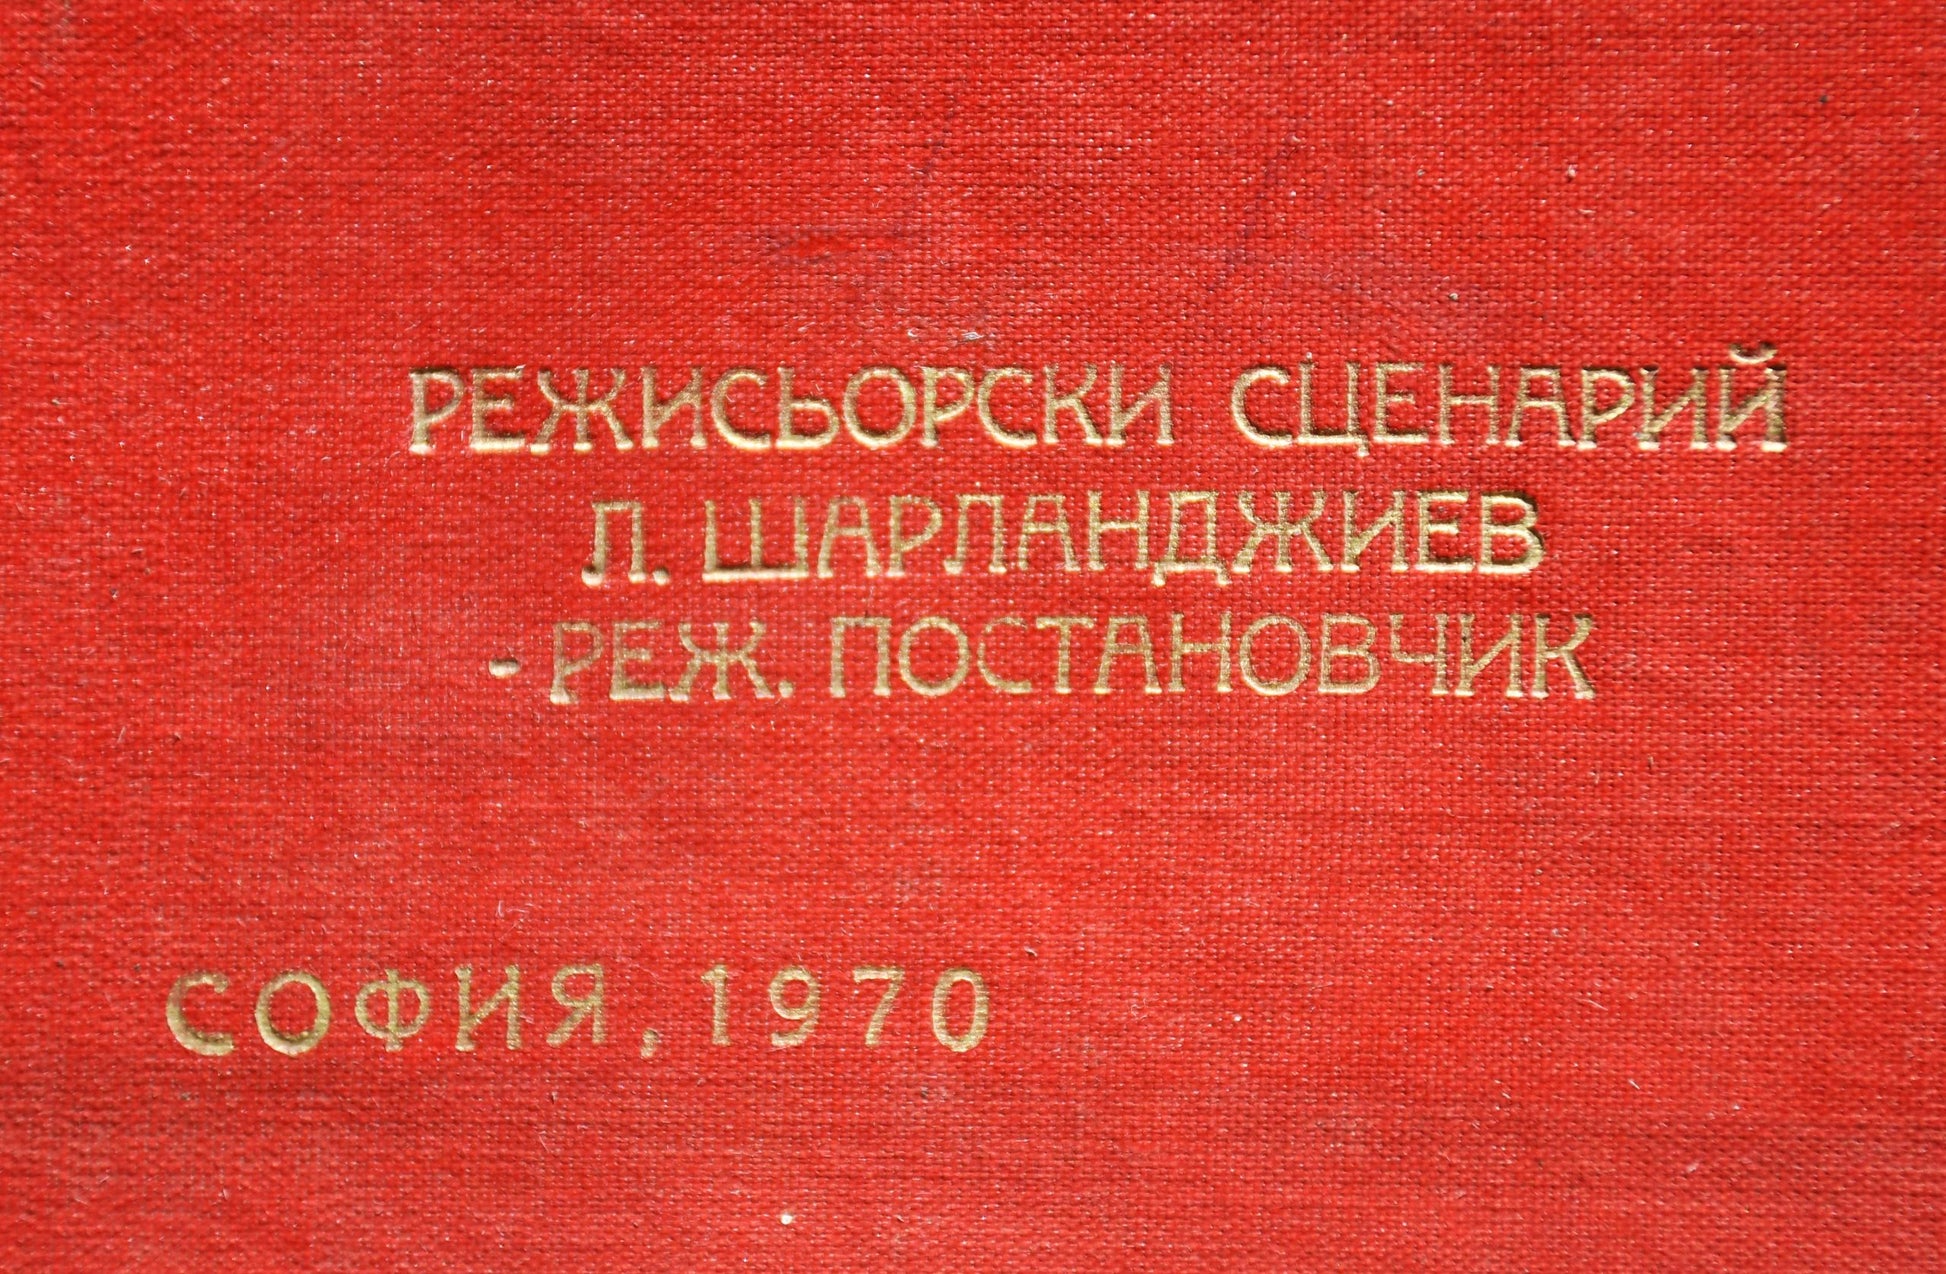 РЕЖИСЬОРСКИ СЦЕНАРИЙ
Л. ШАРЛАНДЖИЕВ
- РЕЖ. ПОСТАНОВЧИК
СОФИЯ, 1970